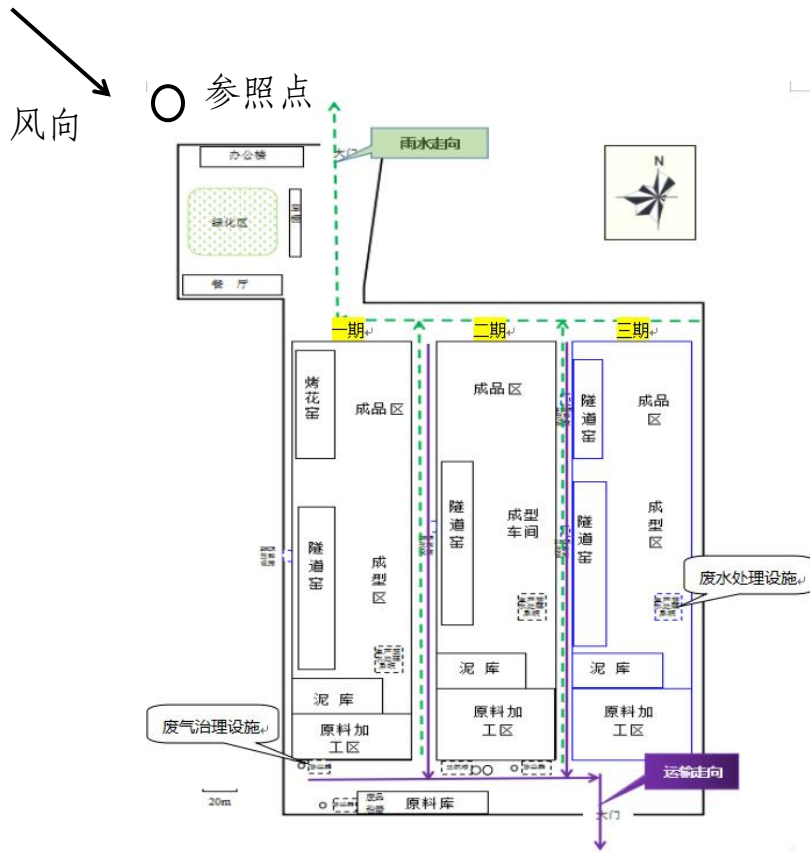 风向
参照点
大门
雨水走向
办公楼
N
绿化区
餐 厅
一期
二期
三期
烤花窑
成品区
成品区
隧道窑
成品区
隧道窑
成型区
隧道窑
成型车间
隧道窑
成型区
废水处理设施
泥 库
泥 库
泥 库
废气治理设施
原料加工区
原料加工区
原料加工区
运输走向
20m
原料库
大门